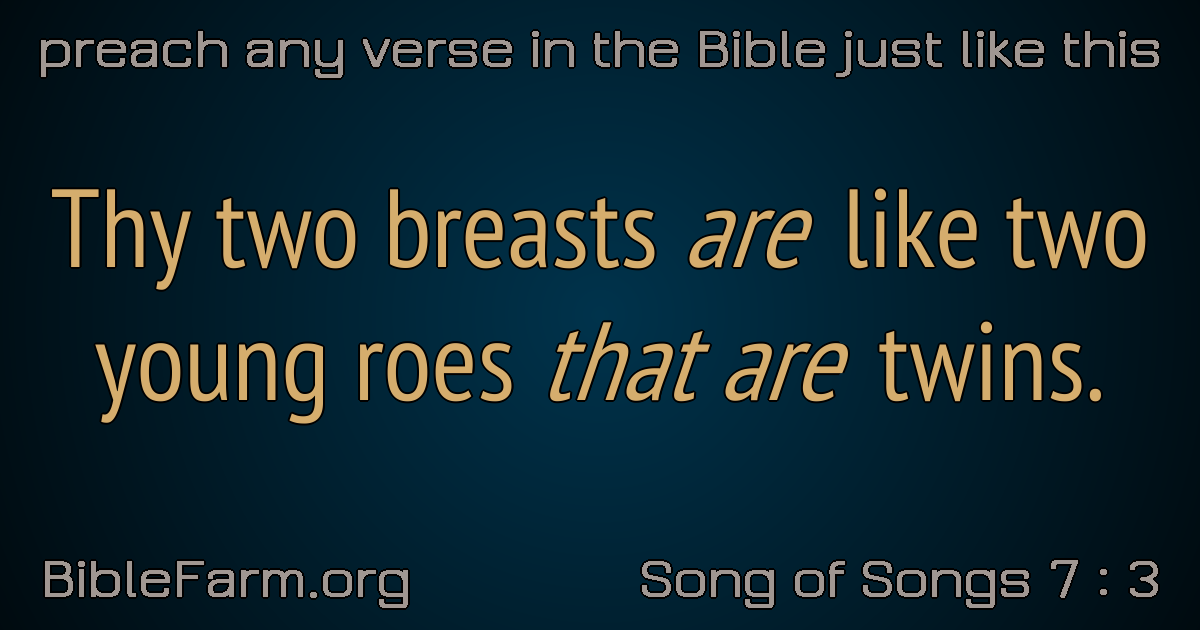 preach any verse in the Bible just like this
Thy two breasts are like two
young roes that are twins.
BibleFarm.org
Song of Songs 7 : 3